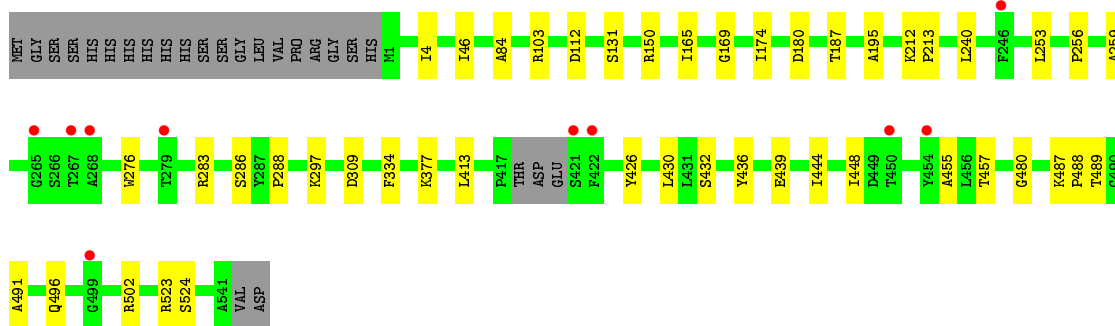 MET GLY SER SER HIS HIS HIS HIS HIS HIS SER SER GLY LEU VAL PRO ARG GLY SER HIS M1 I4 I46 A84 R103 D112 S131 R150 I165 G169 I174 D180 T187 A195 K212 P213 L240 F246 L253 P256 A259
G265 S266 T267 A268 W276 T279 R283 S286 Y287 P288 K297 D309 F334 K377 L413 P417 THR ASP GLU S421 F422 Y426 L430 L431 S432 Y436 E439 I444 I448 D449 T450 Y454 A455 L456 T457 G480 K487 P488 T489 G490
A491 Q496 G499 R502 R523 S524 A541 VAL ASP